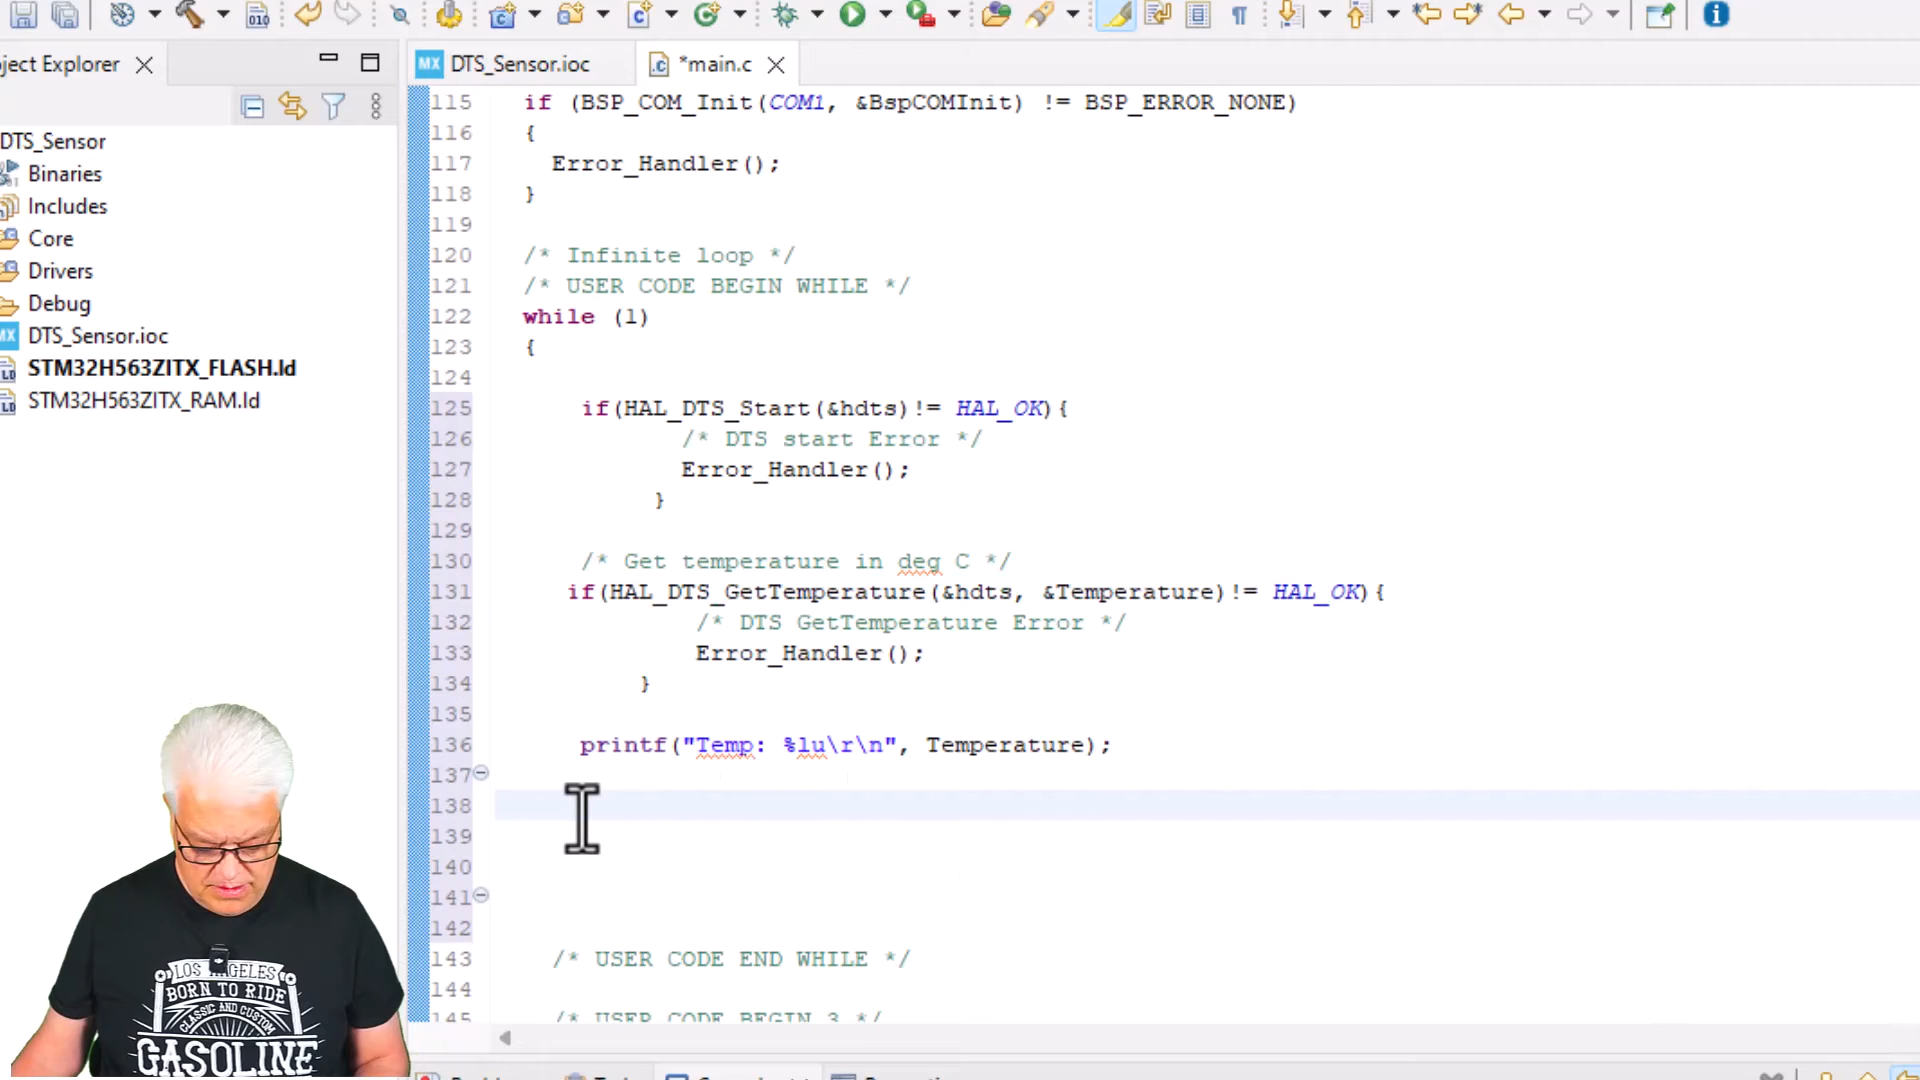 ject Explorer
DTS_Sensor.ioc
*main.c
DTS_Sensor
Binaries
Includes
Core
Drivers
Debug
DTS_Sensor.ioc
STM32H563ZITX_FLASH.ld
STM32H563ZITX_RAM.ld
115 if (BSP_COM_Init(COM1, &BspCOMInit) != BSP_ERROR_NONE)
116 {
117 Error_Handler();
118 }
119
120 /* Infinite loop */
121 /* USER CODE BEGIN WHILE */
122 while (1)
123 {
124
125 if(HAL_DTS_Start(&hdts)!= HAL_OK){
126 /* DTS start Error */
127 Error_Handler();
128 }
129
130 /* Get temperature in deg C */
131 if(HAL_DTS_GetTemperature(&hdts, &Temperature)!= HAL_OK){
132 /* DTS GetTemperature Error */
133 Error_Handler();
134 }
135
136 printf("Temp: %lu\r\n", Temperature);
137
138
139
140
141
142
143 /* USER CODE END WHILE */
144
145 /* USER CODE BEGIN 3 */
BORN TO RIDE
CLASSIC AND CUSTOM
GASOLINE